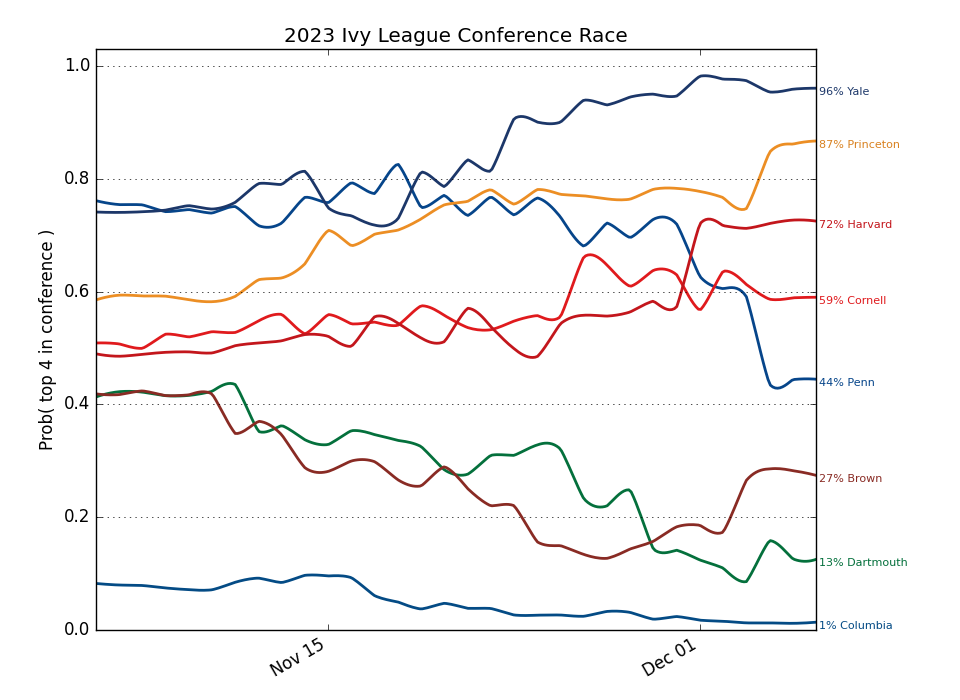 2023 Ivy League Conference Race
Prob( top 4 in conference )
1.0
0.8
0.6
0.4
0.2
0.0
Nov 15
Dec 01
96% Yale
87% Princeton
72% Harvard
59% Cornell
44% Penn
27% Brown
13% Dartmouth
1% Columbia